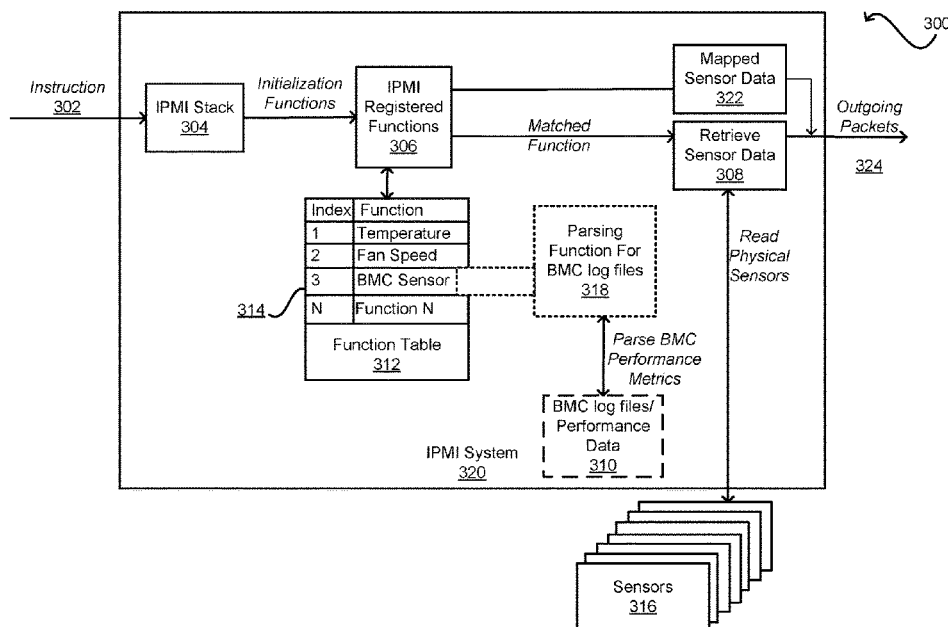 300
Instruction
302
IPMI Stack
304
Initialization
Functions
IPMI
Registered
Functions
306
Mapped
Sensor Data
322
Matched
Function
Retrieve
Sensor Data
308
Outgoing
Packets
324
Index Function
1 Temperature
2 Fan Speed
3 BMC Sensor
N Function N
Function Table
312
314
Parsing
Function For
BMC log files
318
Read
Physical
Sensors
Parse BMC
Performance
Metrics
BMC log files/
Performance
Data
310
IPMI System
320
Sensors
316